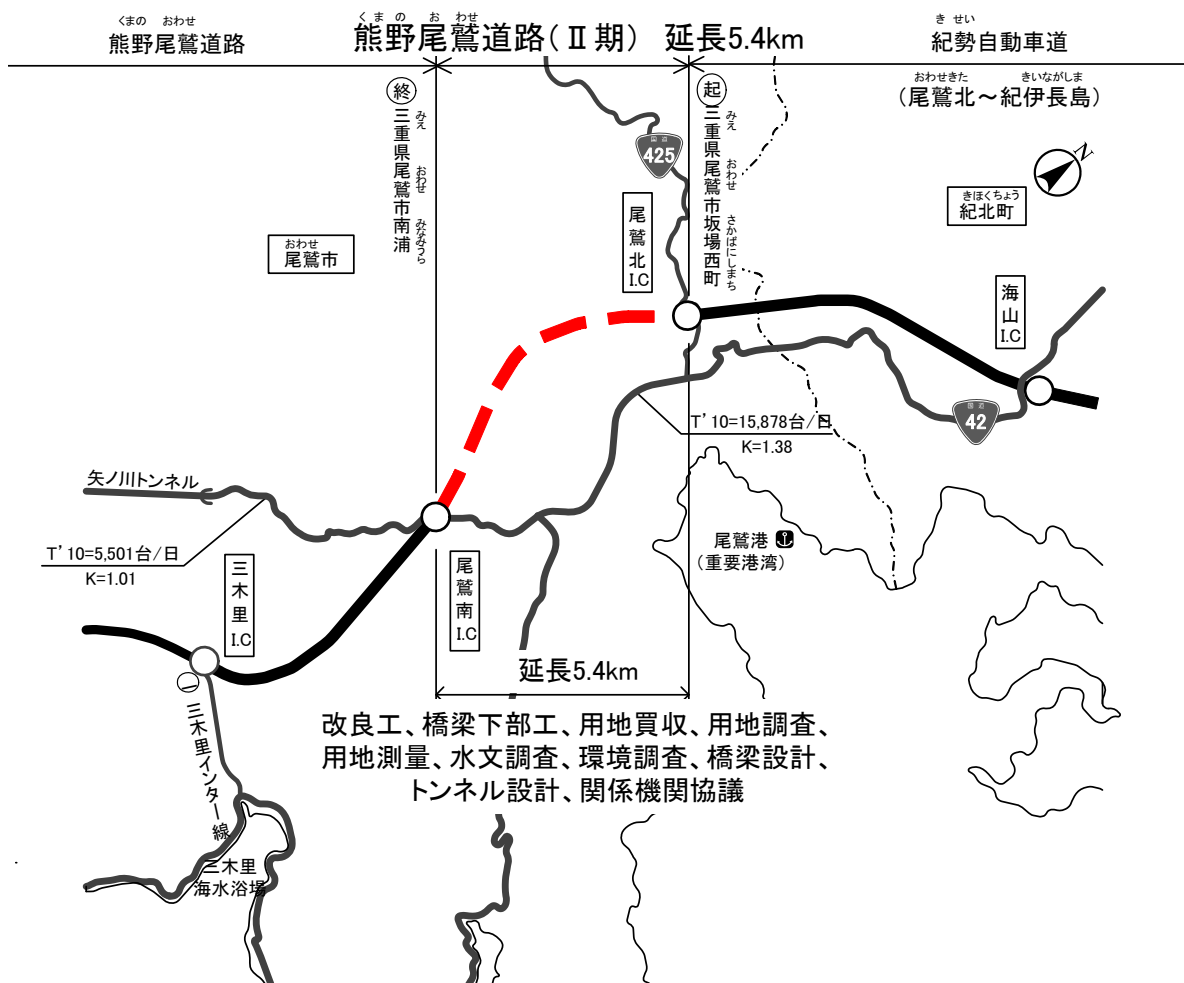 くまの おわせ
熊野尾鷲道路
くまの おわせ
熊野尾鷲道路(Ⅱ期) 延長5.4km
きせい
紀勢自動車道
おわせきた きいながしま
(尾鷲北～紀伊長島)
終
三重県尾鷲市南浦
みえ おわせ みなみうら
起
三重県尾鷲市坂場西町
みえ おわせ さかばにしまち
国道
425
N
きほくちょう
紀北町
おわせ
尾鷲市
尾鷲北I.C
海山I.C
国道
42
T'10=15,878台/日
K=1.38
矢ノ川トンネル
T'10=5,501台/日
K=1.01
尾鷲港
(重要港湾)
三木里I.C
尾鷲南I.C
延長5.4km
三木里インター線
改良工、橋梁下部工、用地買収、用地調査、
用地測量、水文調査、環境調査、橋梁設計、
トンネル設計、関係機関協議
三木里
海水浴場